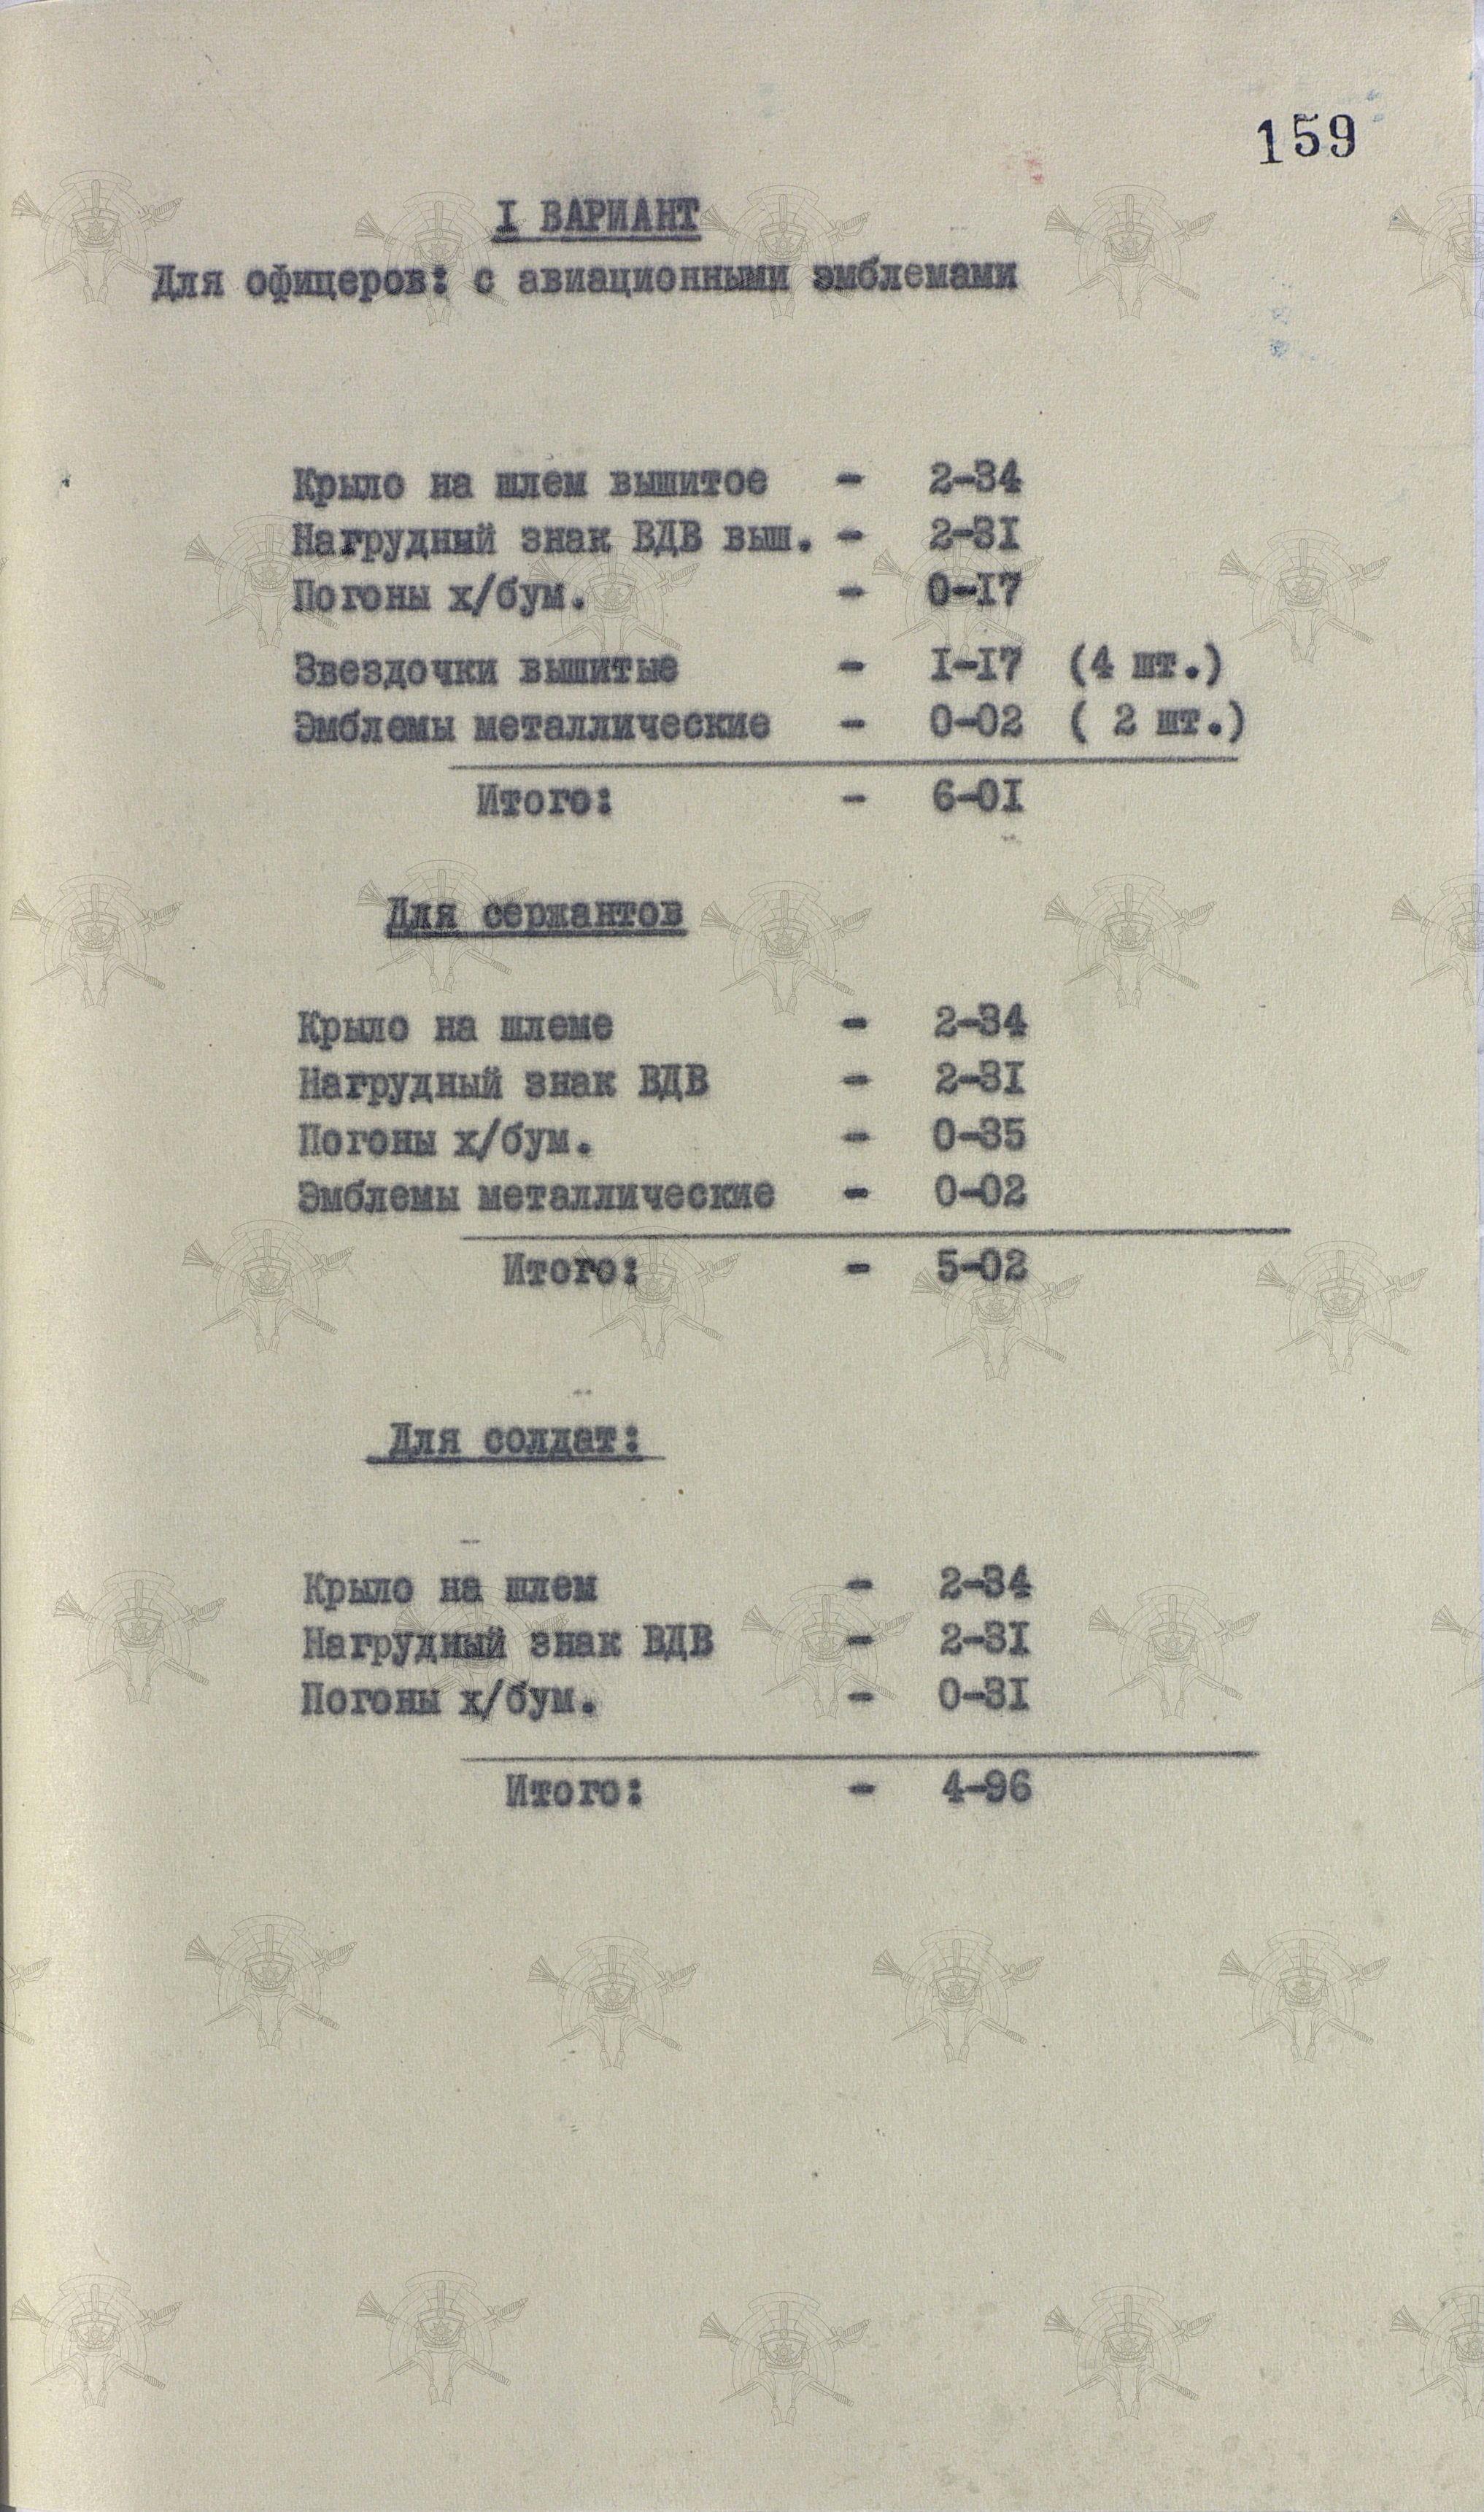 159
I ВАРИАНТ
Для офицеров: с авиационными эмблемами
Крыло на шлем вышитое - 2-34
Нагрудный знак ВДВ выш. - 2-31
Погоны х/бум. - 0-17
Звездочки вышитые - I-I7 (4 шт.)
Эмблемы металлические - 0-02 ( 2 шт.)
Итого: - 6-0I
Для сержантов
Крыло на шлеме - 2-34
Нагрудный знак ВДВ - 2-3I
Погоны х/бум. - 0-35
Эмблемы металлические - 0-02
Итого: - 5-02
Для солдат:
Крыло на шлем - 2-34
Нагрудный знак ВДВ - 2-3I
Погоны х/бум. - 0-3I
Итого: - 4-96